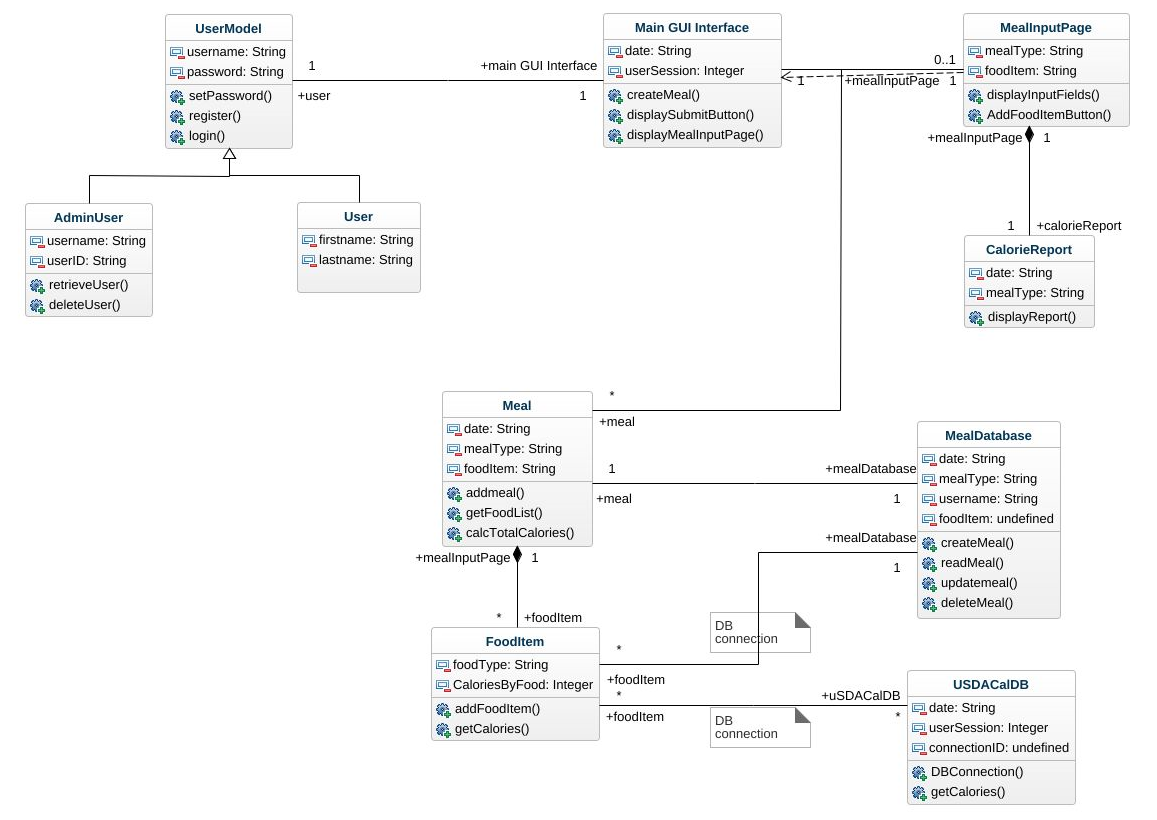 UserModel
username: String
password: String
setPassword()
register()
login()
1
+user
+main GUI Interface
1
Main GUI Interface
date: String
userSession: Integer
createMeal()
displaySubmitButton()
displayMealInputPage()
0..1
1
+mealInputPage
1
MealInputPage
mealType: String
foodItem: String
displayInputFields()
AddFoodItemButton()
+mealInputPage
1
1
+calorieReport
CalorieReport
date: String
mealType: String
displayReport()
AdminUser
username: String
userID: String
retrieveUser()
deleteUser()
User
firstname: String
lastname: String
Meal
date: String
mealType: String
foodItem: String
addmeal()
getFoodList()
calcTotalCalories()
*
+meal
1
+meal
+mealDatabase
1
MealDatabase
date: String
mealType: String
username: String
foodItem: undefined
createMeal()
readMeal()
updatemeal()
deleteMeal()
+mealDatabase
1
+mealInputPage
1
*
+foodItem
FoodItem
foodType: String
CaloriesByFood: Integer
addFoodItem()
getCalories()
*
+foodItem
*
+foodItem
DB
connection
DB
connection
+uSDACalDB
*
USDACalDB
date: String
userSession: Integer
connectionID: undefined
DBConnection()
getCalories()